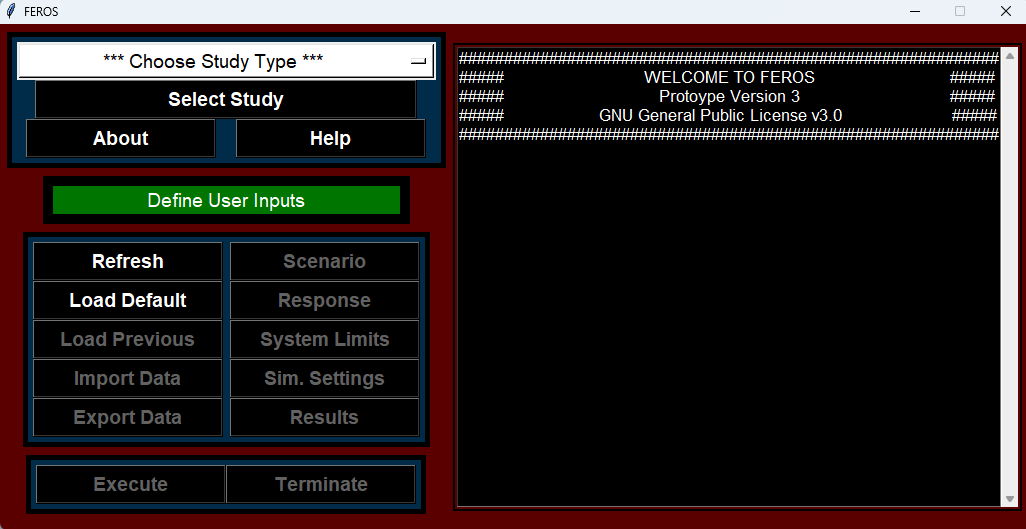 FEROS
*** Choose Study Type ***
Select Study
About Help
Define User Inputs
Refresh Scenario
Load Default Response
Load Previous System Limits
Import Data Sim. Settings
Export Data Results
Execute Terminate
############################################################
##### WELCOME TO FEROS #####
##### Protoype Version 3 #####
##### GNU General Public License v3.0 #####
############################################################